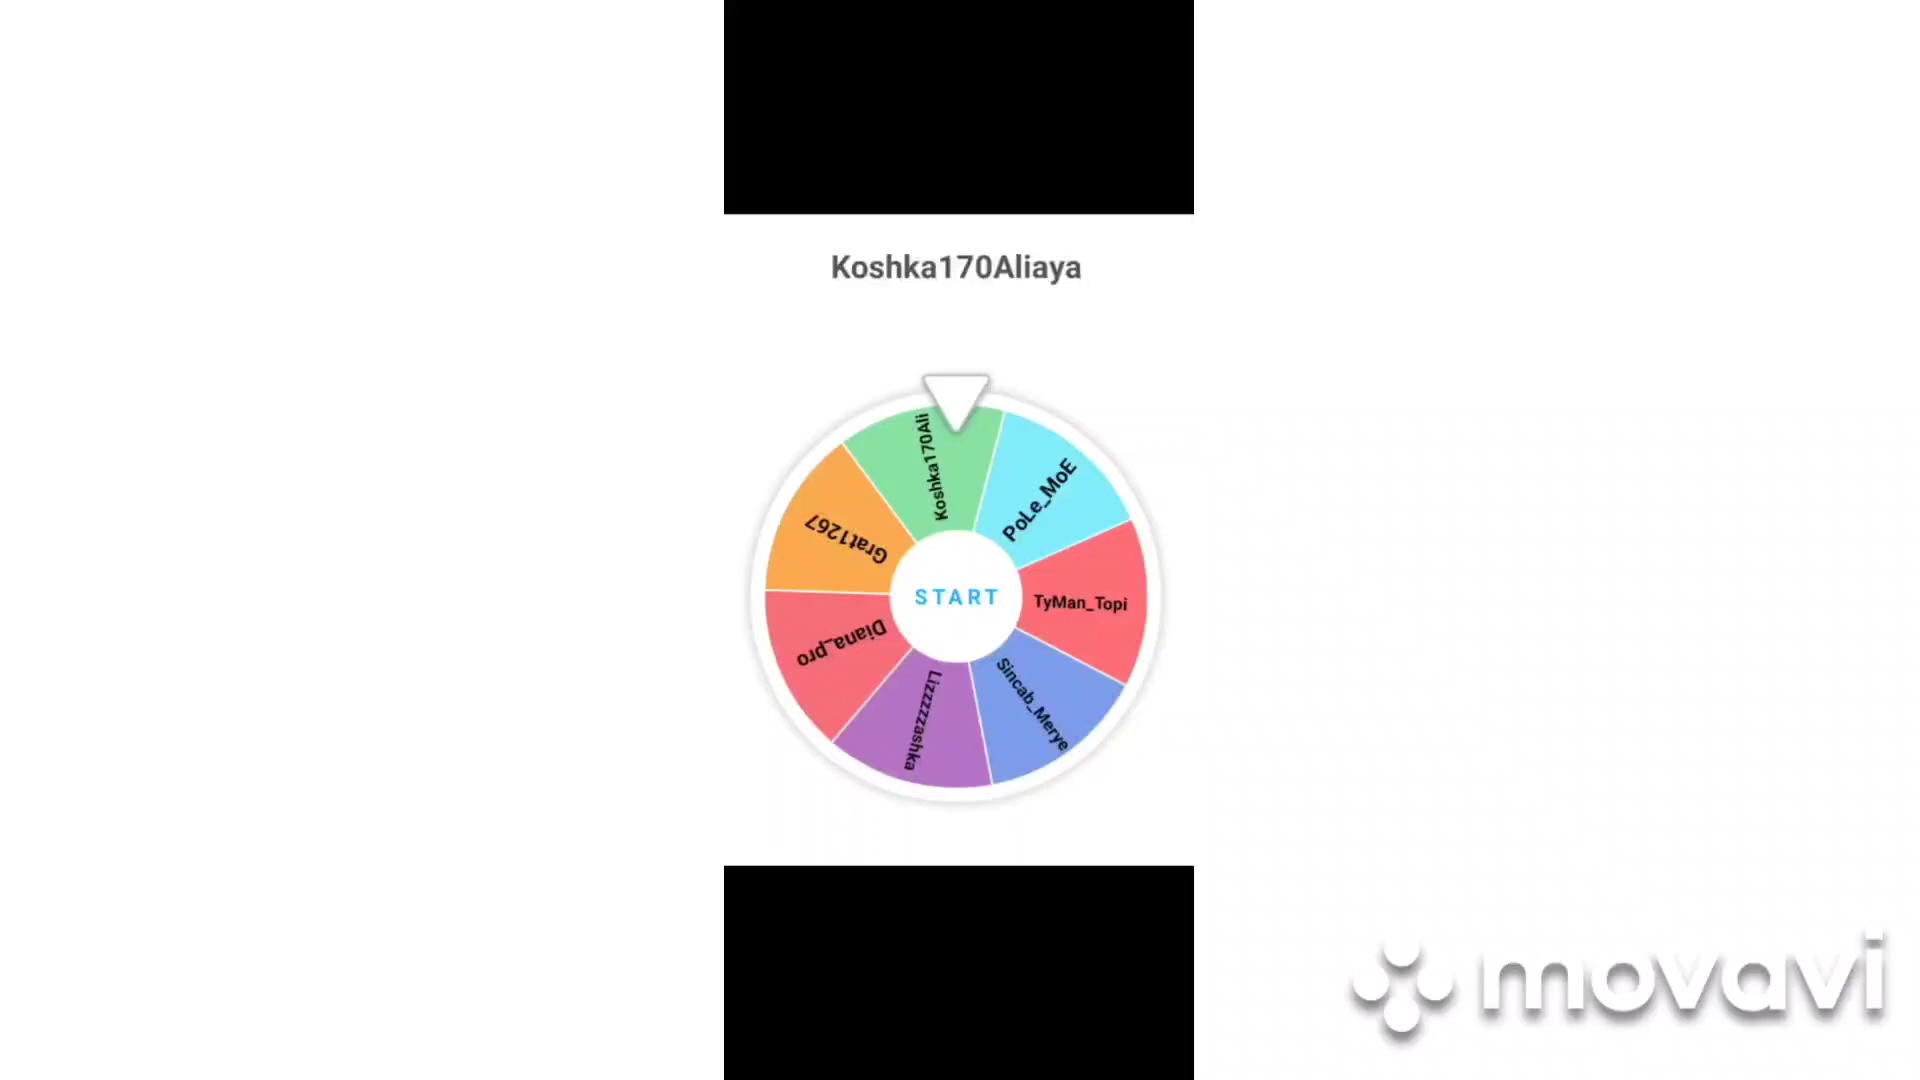 Koshka170Aliaya
Koshka170Ali
PoLe_MoE
Grat1267
START
TyMan_Topi
Diana_pro
Sincab_Merye
Lizzzzzashka
movavi